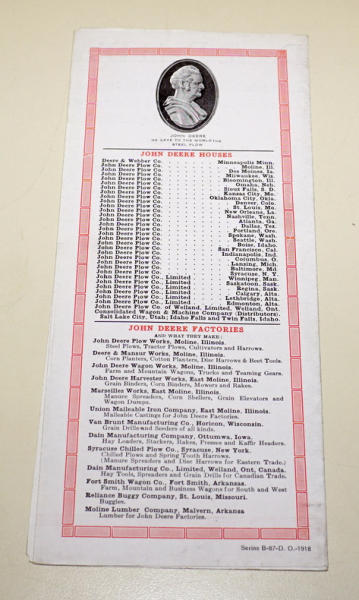 JOHN DEERE
HE GAVE TO THE WORLD THE
STEEL PLOW
JOHN DEERE HOUSES
Deere & Webber Co. . . . . . . . Minneapolis Minn.
John Deere Plow Co. . . . . . . . Moline, Ill.
John Deere Plow Co. . . . . . . . Des Moines, Ia.
John Deere Plow Co. . . . . . . . Milwaukee, Wis.
John Deere Plow Co. . . . . . . . Bloomington, Ill.
John Deere Plow Co. . . . . . . . Omaha, Neb.
John Deere Plow Co. . . . . . . . Sioux Falls, S. D.
John Deere Plow Co. . . . . . . . Kansas City, Mo.
John Deere Plow Co. . . . . . . . Oklahoma City, Okla.
John Deere Plow Co. . . . . . . . Denver, Colo.
John Deere Plow Co. . . . . . . . St. Louis, Mo.
John Deere Plow Co. . . . . . . . New Orleans, La.
John Deere Plow Co. . . . . . . . Nashville, Tenn.
John Deere Plow Co. . . . . . . . Atlanta, Ga.
John Deere Plow Co. . . . . . . . Dallas, Tex.
John Deere Plow Co. . . . . . . . Portland, Ore.
John Deere Plow Co. . . . . . . . Spokane, Wash.
John Deere Plow Co. . . . . . . . Seattle, Wash.
John Deere Plow Co. . . . . . . . Boise, Idaho
John Deere Plow Co. . . . . . . . San Francisco, Cal.
John Deere Plow Co. . . . . . . . Indianapolis, Ind.
John Deere Plow Co. . . . . . . . Columbus, O.
John Deere Plow Co. . . . . . . . Lansing, Mich.
John Deere Plow Co. . . . . . . . Baltimore, Md.
John Deere Plow Co. . . . . . . . Syracuse, N. Y.
John Deere Plow Co., Limited . . . . Winnipeg, Man.
John Deere Plow Co., Limited . . . . Saskatoon, Sask.
John Deere Plow Co., Limited . . . . Regina, Sask.
John Deere Plow Co., Limited . . . . Calgary, Alta.
John Deere Plow Co., Limited . . . . Lethbridge, Alta.
John Deere Plow Co., Limited . . . . Edmonton, Alta.
John Deere Plow Co. of Welland, Limited, Welland, Ont.
Consolidated Wagon & Machine Company (Distributors)
Salt Lake City, Utah; Idaho Falls and Twin Falls, Idaho.
JOHN DEERE FACTORIES
AND WHAT THEY MAKE:
John Deere Plow Works, Moline, Illinois.
Steel Plows, Tractor Plows, Cultivators and Harrows.
Deere & Mansur Works, Moline, Illinois.
Corn Planters, Cotton Planters, Disc Harrows & Beet Tools.
John Deere Wagon Works, Moline, Illinois.
Farm and Mountain Wagons, Trucks and Teaming Gears.
John Deere Harvester Works, East Moline, Illinois.
Grain Binders, Corn Binders, Mowers and Rakes.
Marseilles Works, East Moline, Illinois.
Manure Spreaders, Corn Shellers, Grain Elevators and
Wagon Dumps.
Union Malleable Iron Company, East Moline, Illinois.
Malleable Castings for John Deere Factories.
Van Brunt Manufacturing Co., Horicon, Wisconsin.
Grain Drills and Seeders of all kinds.
Dain Manufacturing Co., Ottumwa, Iowa.
Hay Loaders, Stackers, Rakes, Presses and Kaffir Headers.
Syracuse Chilled Plow Co., Syracuse, New York.
Chilled Plows and Spring Tooth Harrows.
(Manure Spreaders and Disc Harrows for Eastern Trade.)
Dain Manufacturing Co., Limited, Welland, Ont, Canada.
Hay Tools, Spreaders and Grain Drills for Canadian Trade.
Fort Smith Wagon Co., Fort Smith, Arkansas.
Farm, Mountain and Business Wagons for South and West
Reliance Buggy Company, St. Louis, Missouri.
Buggies.
Moline Lumber Company, Malvern, Arkansas
Lumber for John Deere Factories.
Series B-87-D. O.-1918